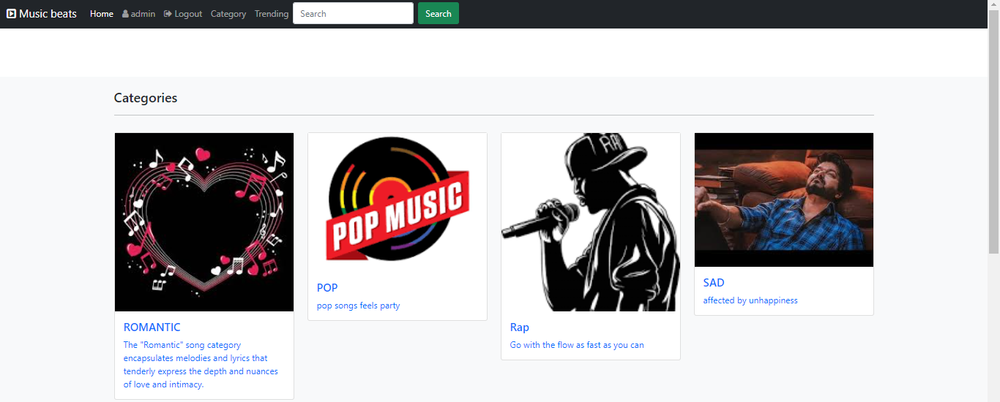 Music beats Home admin Logout Category Trending Search Search
Categories
RAP
POP MUSIC
ROMANTIC
The "Romantic" song category
encapsulates melodies and lyrics that
tenderly express the depth and nuances
of love and intimacy.
POP
pop songs feels party
Rap
Go with the flow as fast as you can
SAD
affected by unhappiness